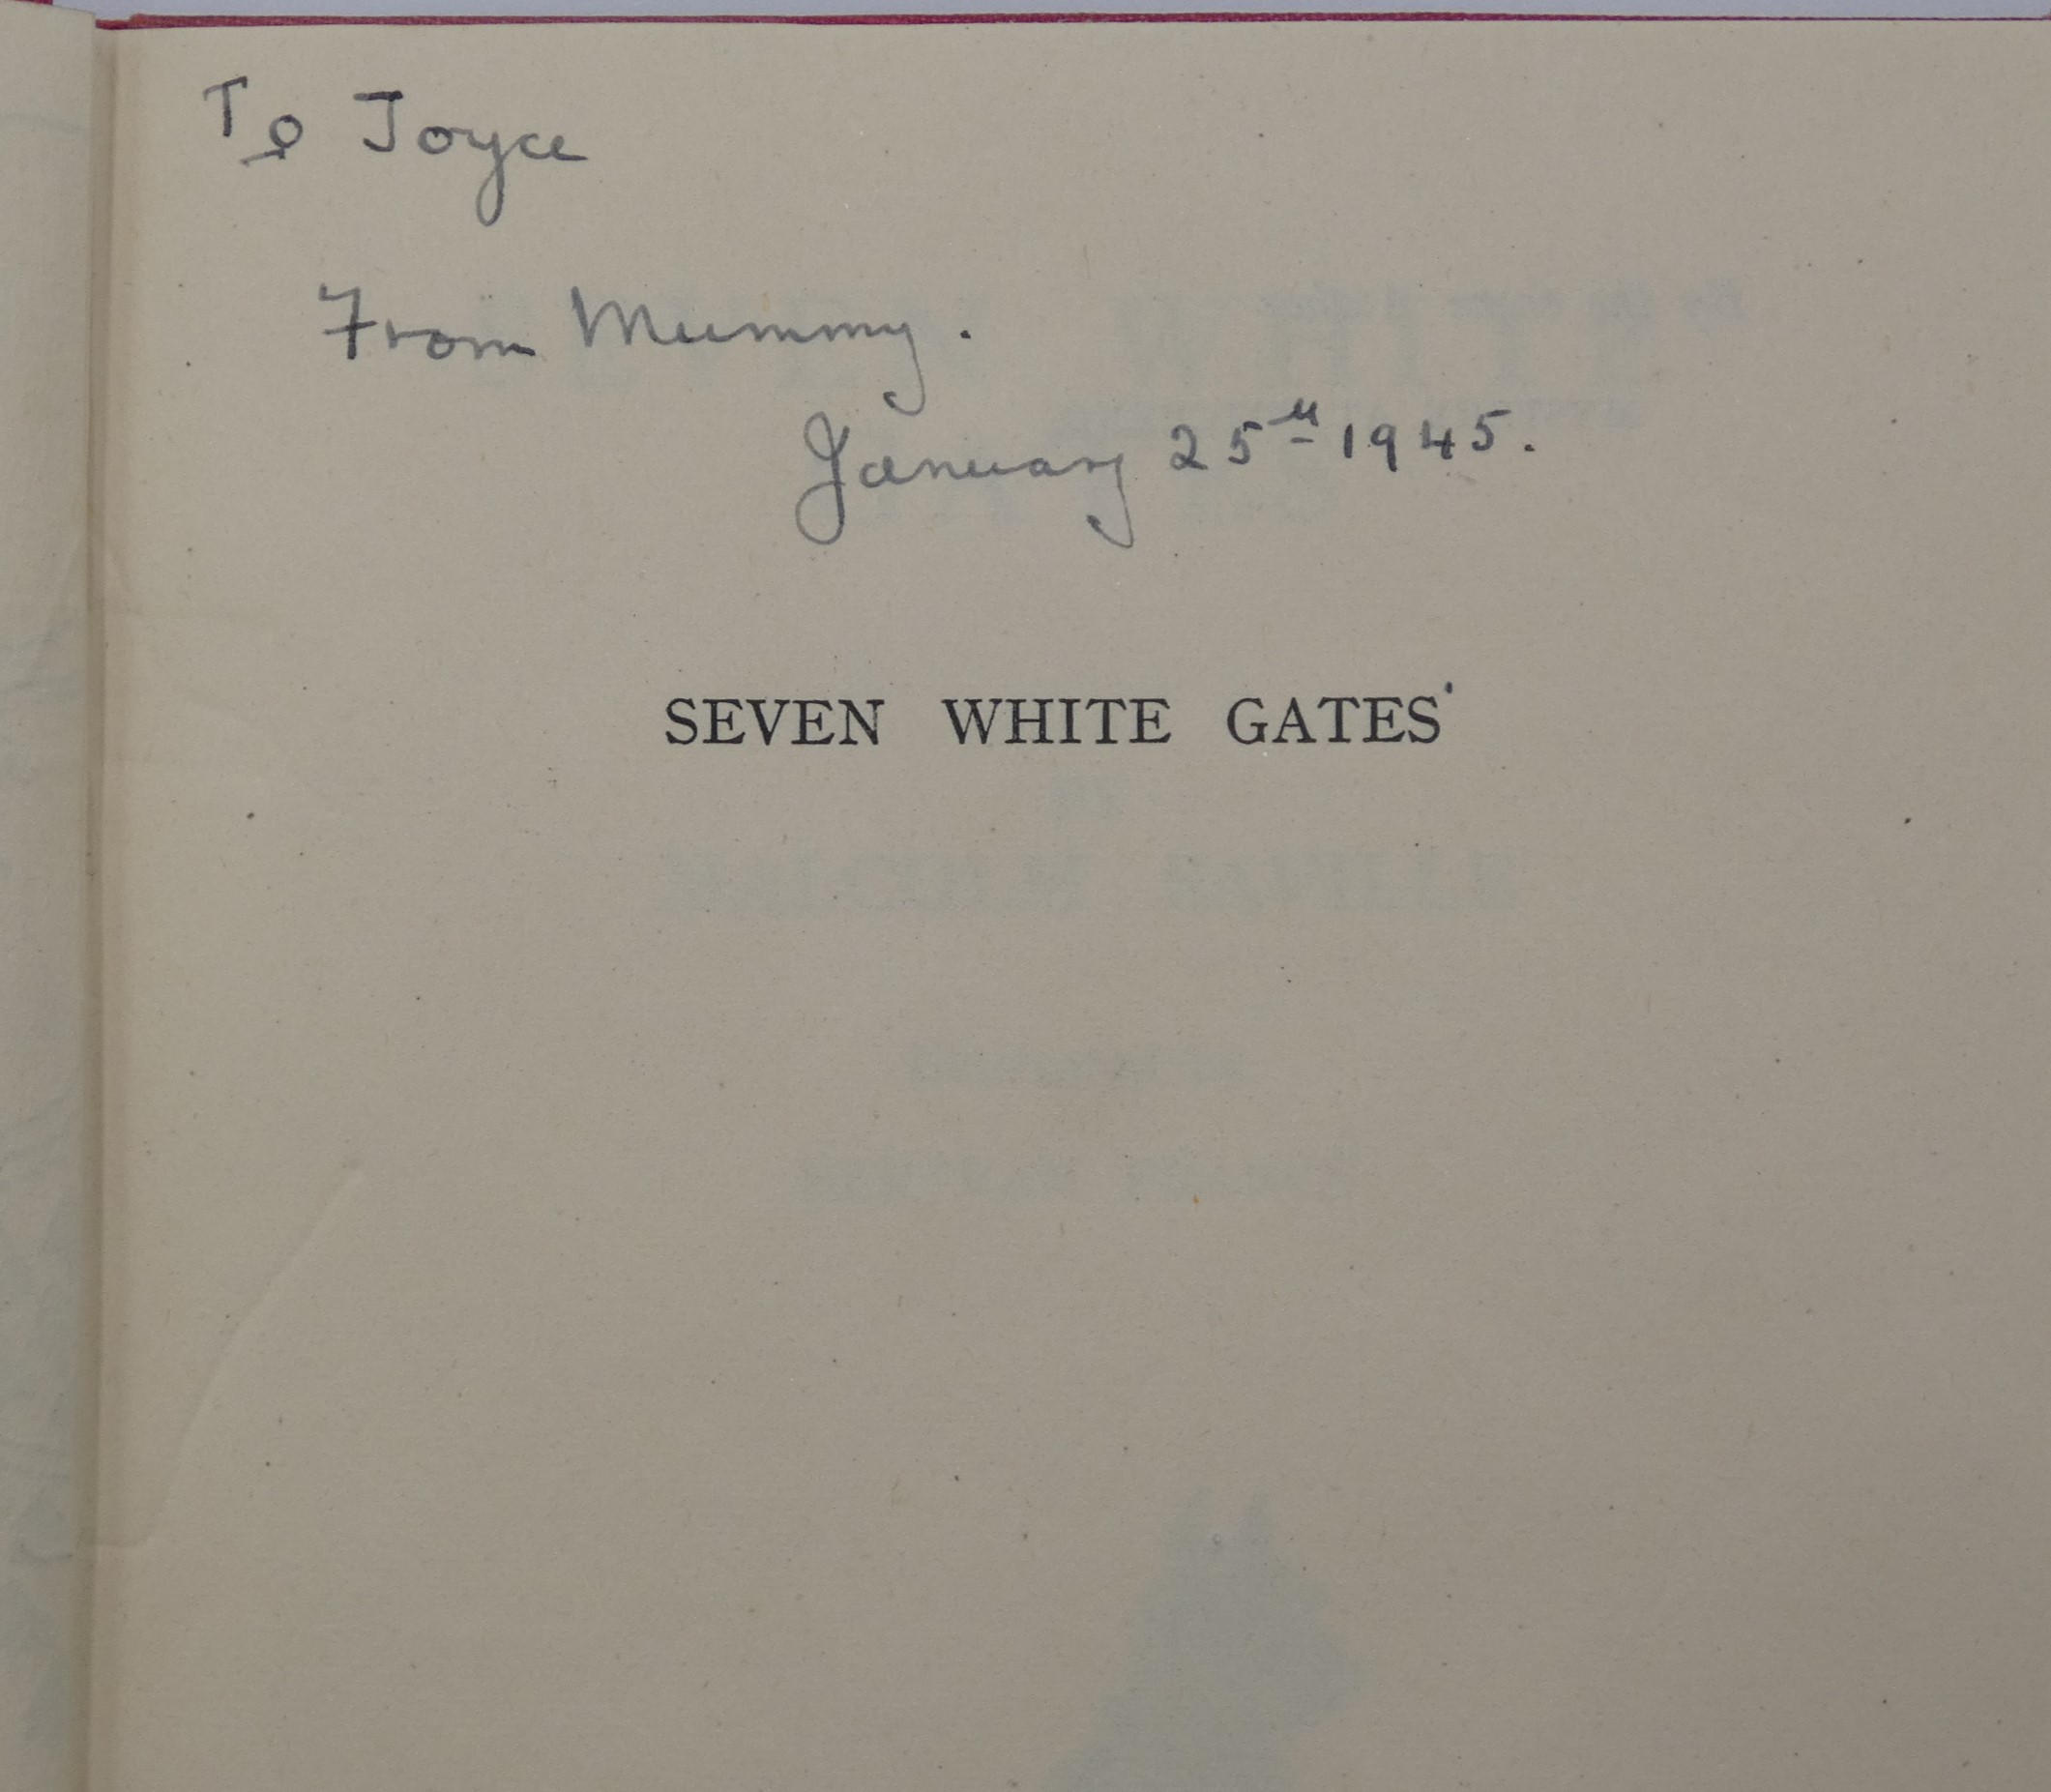 To Joyce
From Mummy.
January 25th 1945.
SEVEN WHITE GATES